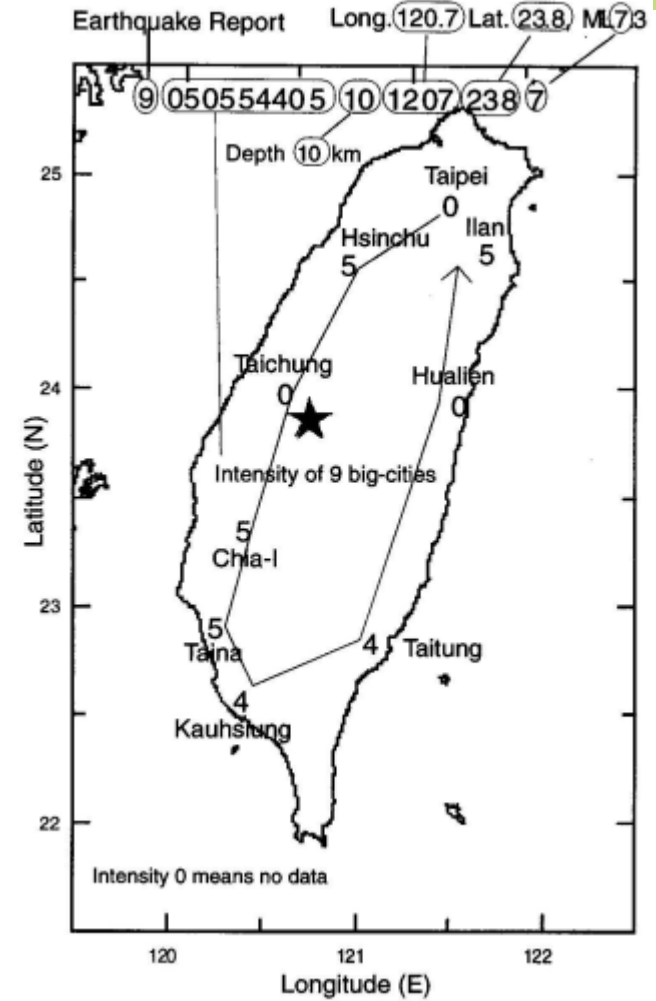 Earthquake Report Long. 120.7 Lat. 23.8, ML7.3
9 050554405 10 1207 238 7
Depth 10 km
25
Taipei
0
Ilan
Hsinchu
5
5
Taichung
24
Hualien
0
0
Intensity of 9 big-cities
5
Chia-I
23
5
4
Taitung
Taina
4
Kauhsiung
22
Intensity 0 means no data
120 121 122
Longitude (E)
Latitude (N)